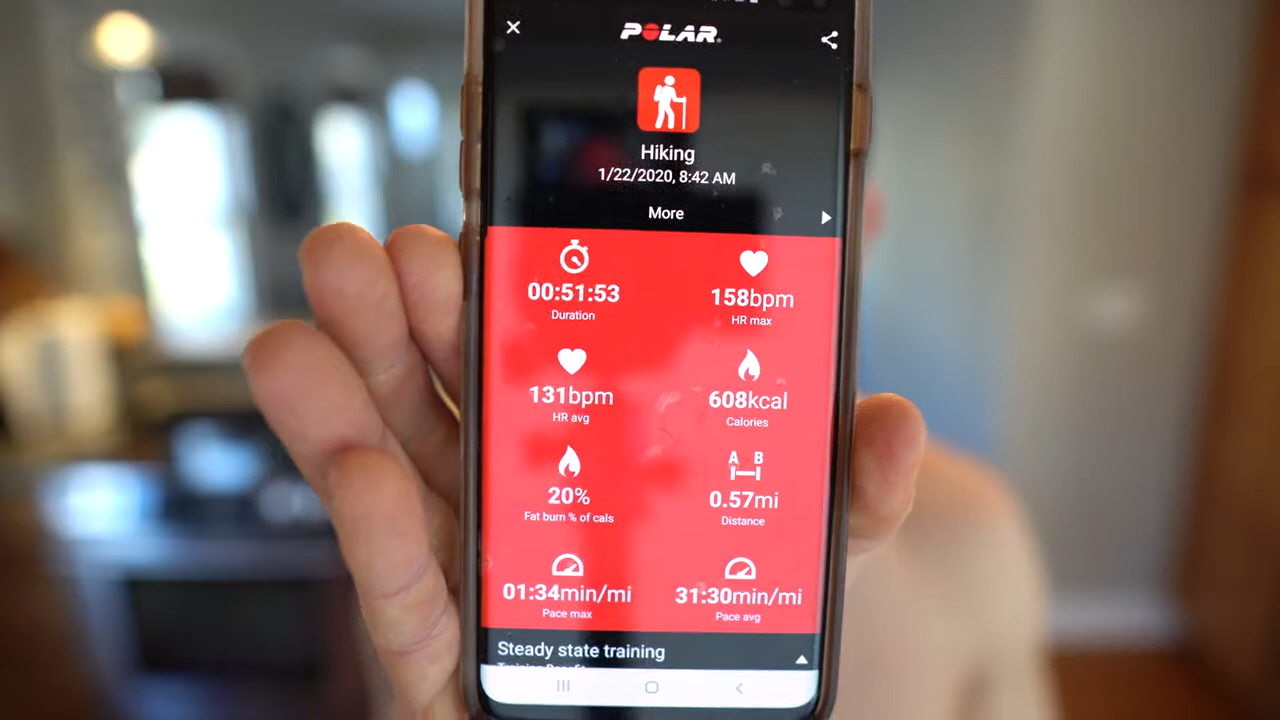 POLAR
Hiking
1/22/2020, 8:42 AM
More
00:51:53
Duration
158bpm
HR max
131bpm
HR avg
608kcal
Calories
20%
Fat burn % of cals
A B
0.57mi
Distance
01:34min/mi
Pace max
31:30min/mi
Pace avg
Steady state training